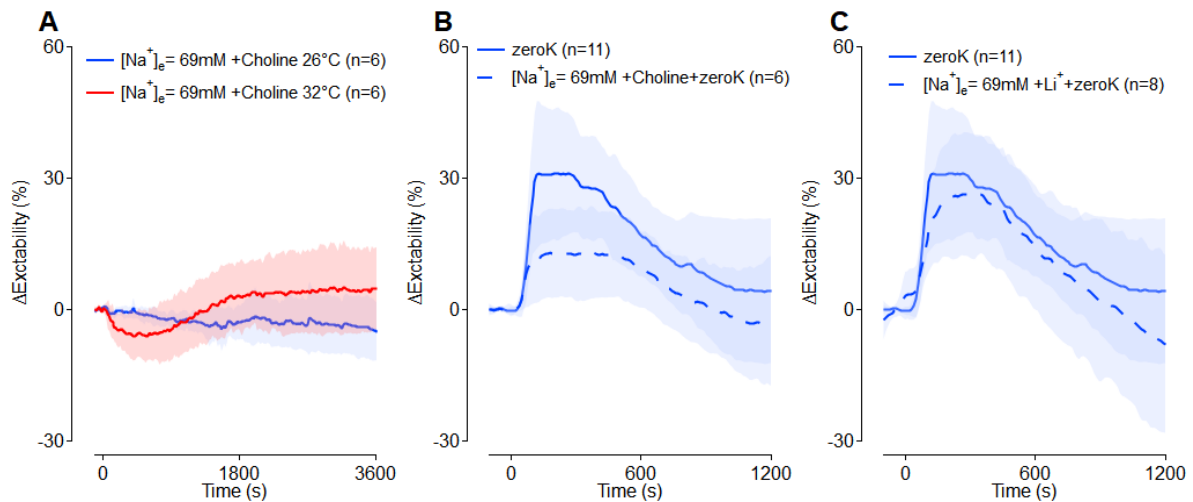 A
B
C
60
[Na⁺]ₑ= 69mM +Choline 26°C (n=6)
[Na⁺]ₑ= 69mM +Choline 32°C (n=6)
30
0
-30
ΔExctability (%)
0
1800
3600
Time (s)
60
zeroK (n=11)
[Na⁺]ₑ= 69mM +Choline+zeroK (n=6)
30
0
-30
ΔExctability (%)
0
600
1200
Time (s)
60
zeroK (n=11)
[Na⁺]ₑ= 69mM +Li⁺+zeroK (n=8)
30
0
-30
ΔExctability (%)
0
600
1200
Time (s)